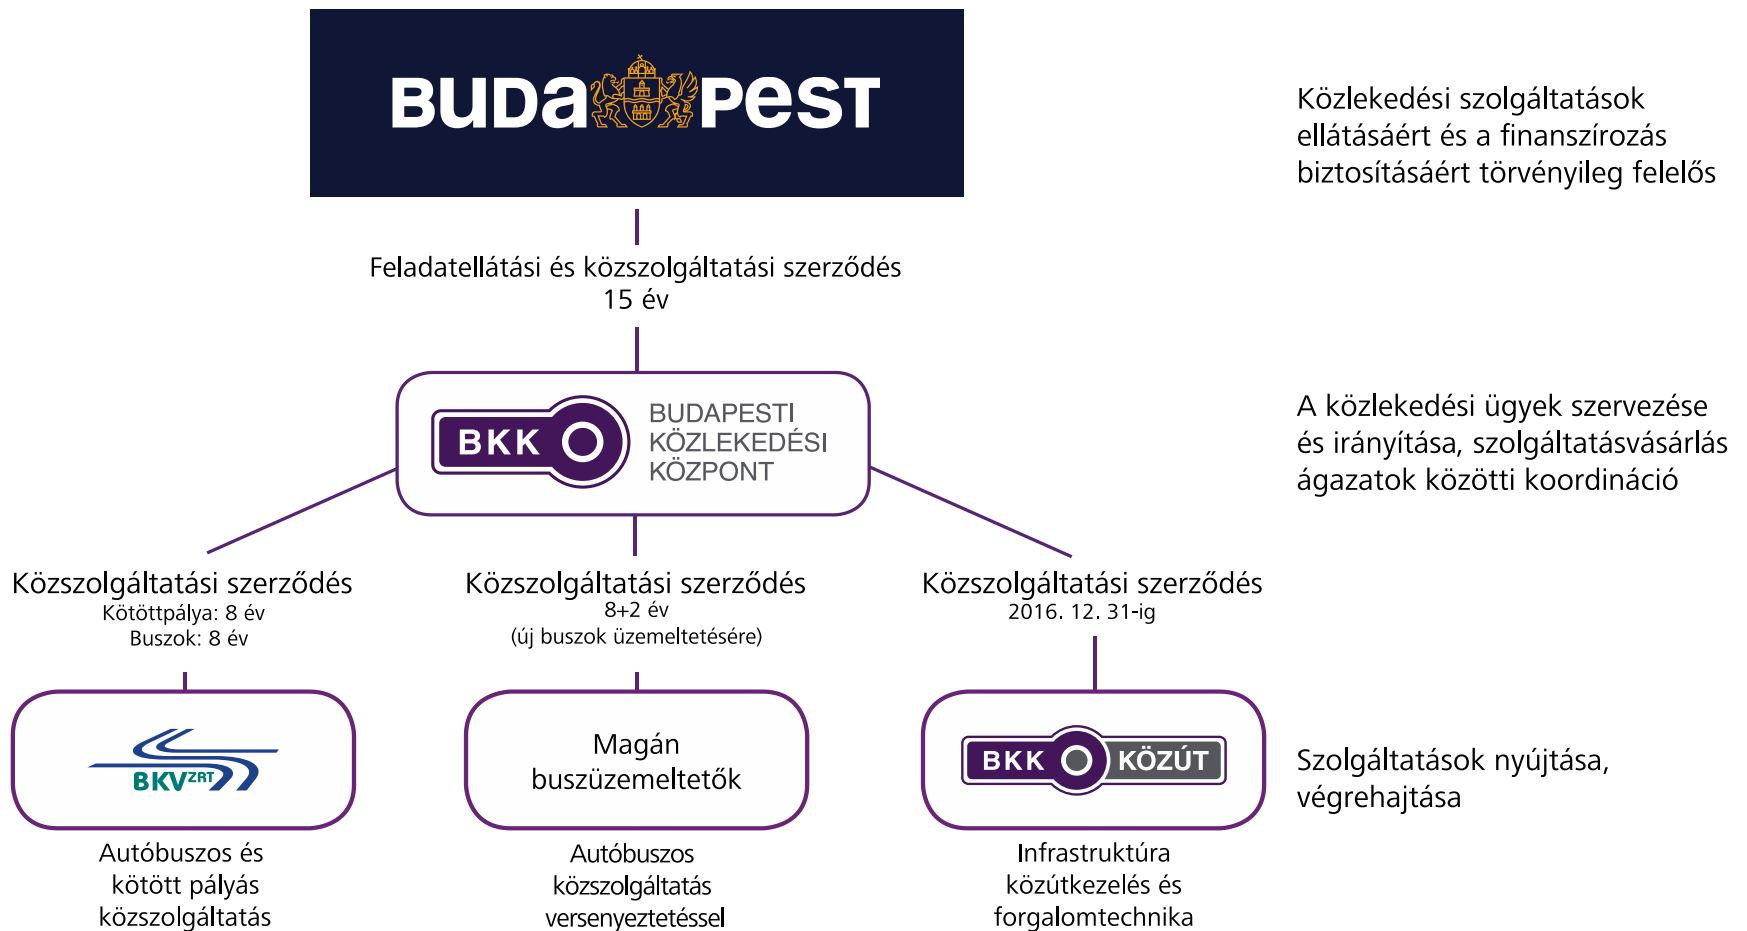 BUDAPEST
Közlekedési szolgáltatások
ellátásáért és a finanszírozás
biztosításáért törvényileg felelős
Feladatellátási és közszolgáltatási szerződés
15 év
BKK
BUDAPESTI
KÖZLEKEDÉSI
KÖZPONT
A közlekedési ügyek szervezése
és irányítása, szolgáltatásvásárlás
ágazatok közötti koordináció
Közszolgáltatási szerződés
Kötöttpálya: 8 év
Buszok: 8 év
Közszolgáltatási szerződés
8+2 év
(új buszok üzemeltetésére)
Közszolgáltatási szerződés
2016. 12. 31-ig
BKV ZRT
Magán
buszüzemeltetők
BKK KÖZÚT
Szolgáltatások nyújtása,
végrehajtása
Autóbuszos és
kötött pályás
közszolgáltatás
Autóbuszos
közszolgáltatás
versenyeztetéssel
Infrastruktúra
közútkezelés és
forgalomtechnika